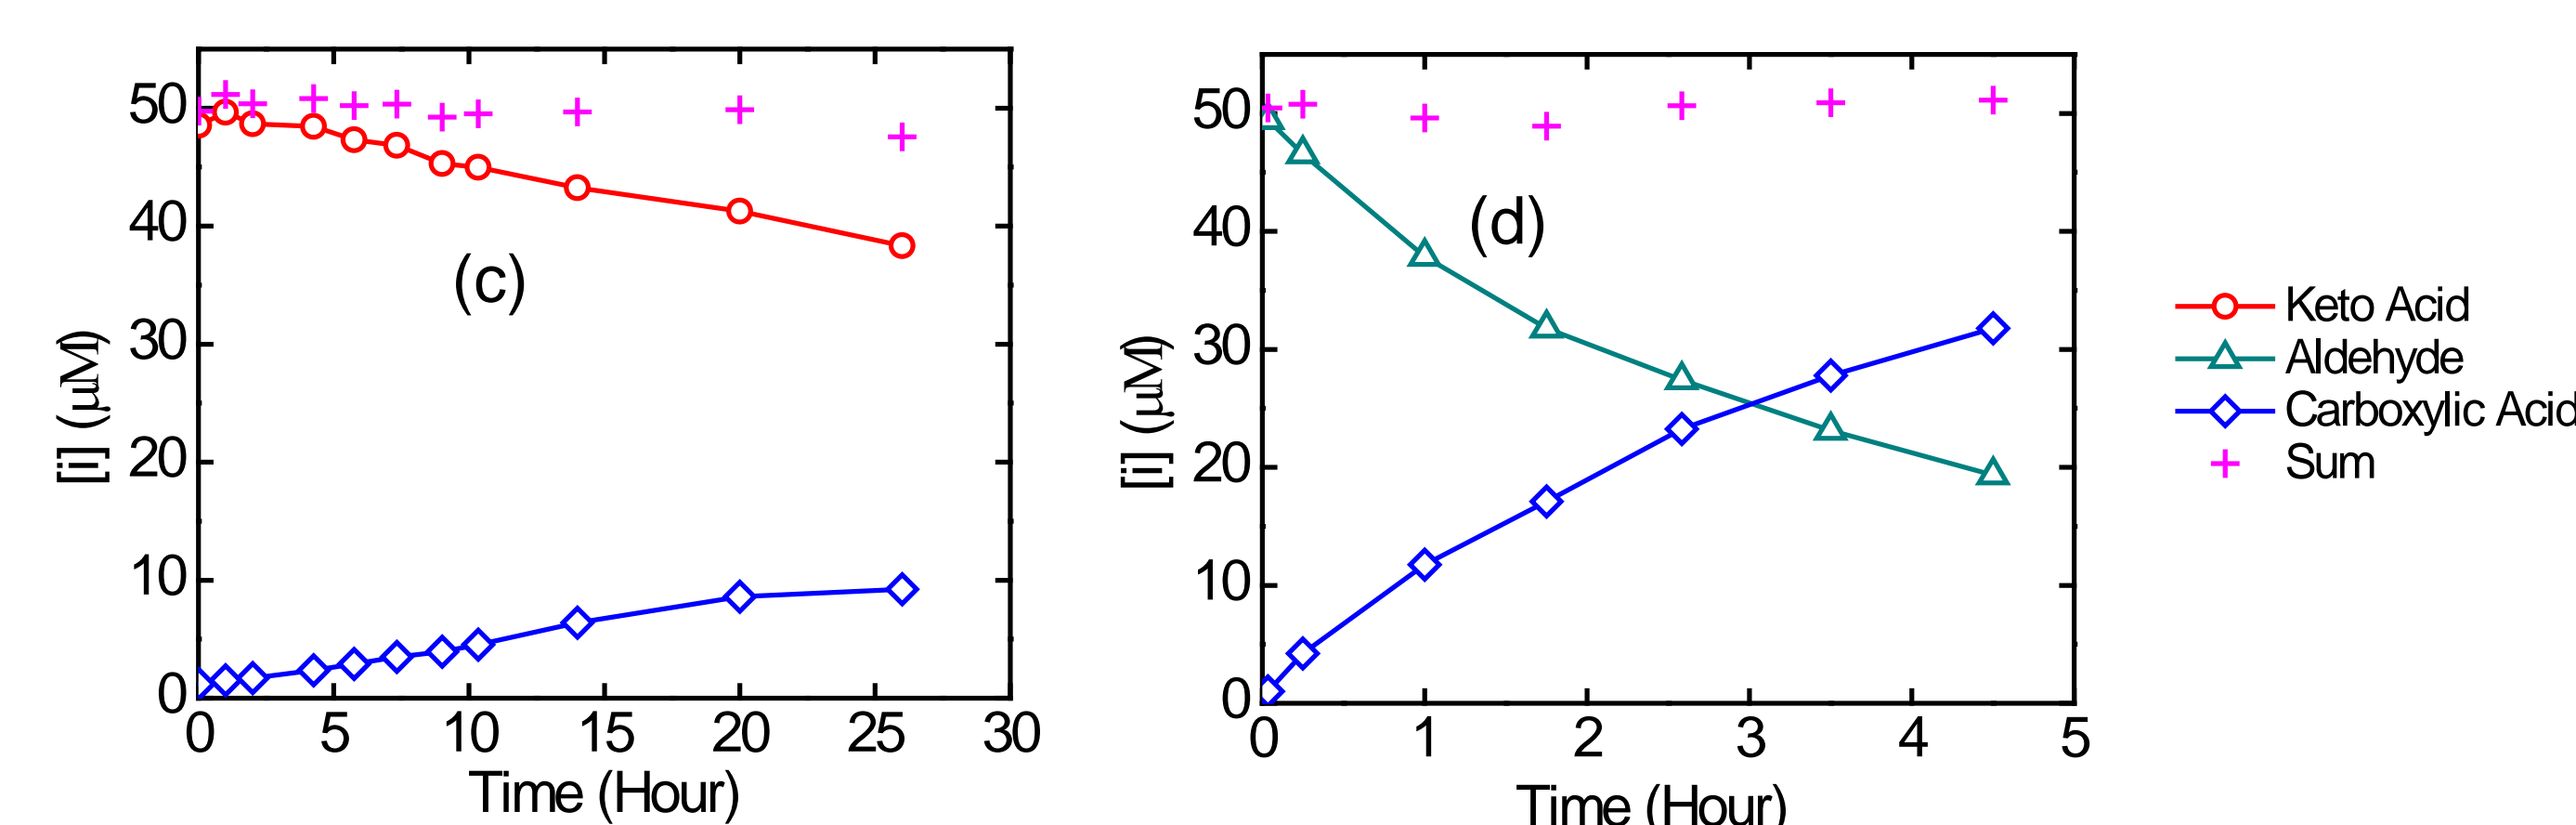 50
40
30
20
10
0
[i] (μM)
(c)
0 5 10 15 20 25 30
Time (Hour)
50
40
30
20
10
0
[i] (μM)
(d)
0 1 2 3 4 5
Time (Hour)
Keto Acid
Aldehyde
Carboxylic Acid
Sum